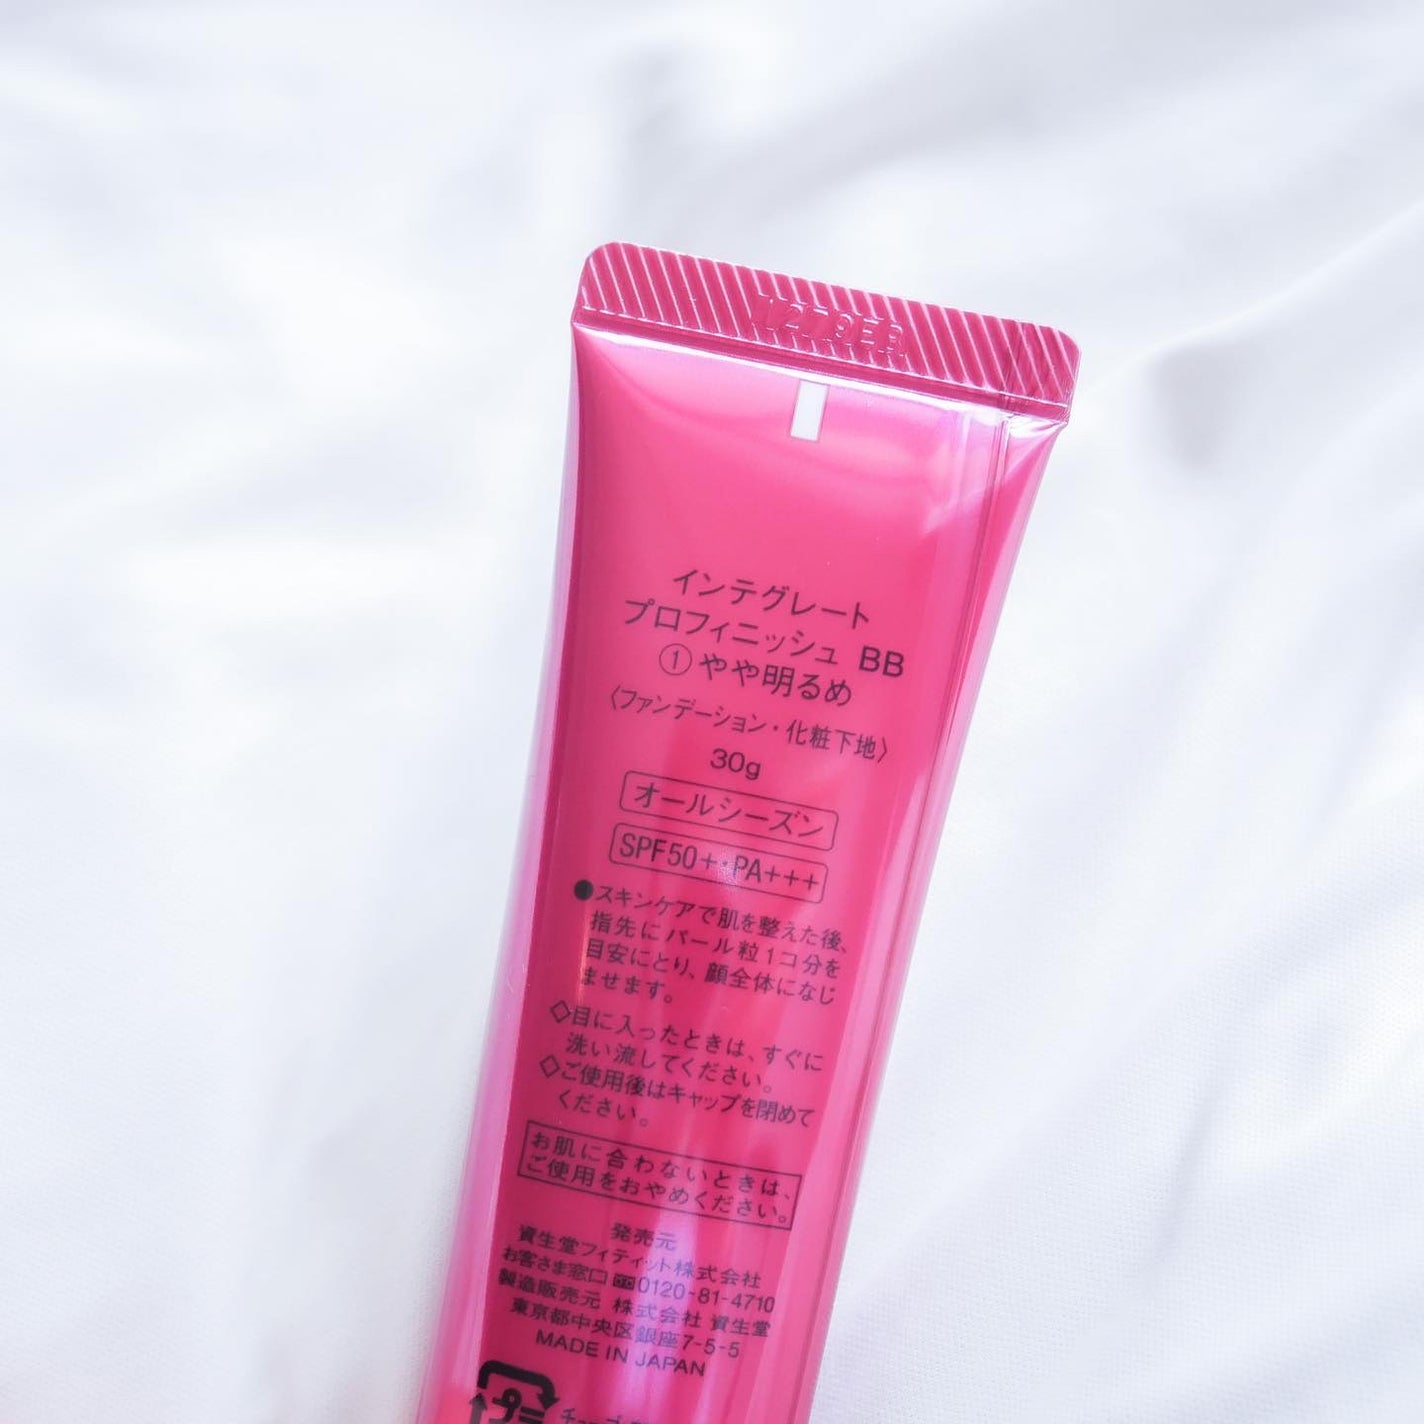 インテグレート
プロフィニッシュ BB
①やや明るめ
〈ファンデーション・化粧下地〉
30g
オールシーズン
SPF50+・PA+++
●スキンケアで肌を整えた後、
指先にパール粒1コ分を
目安にとり、顔全体になじ
ませます。
◇目に入ったときは、すぐに
洗い流してください。
◇ご使用後はキャップを閉めて
ください。
お肌に合わないときは、
ご使用をおやめください。
発売元
資生堂フィティット株式会社
お客さま窓口 0120-81-4710
製造販売元 株式会社 資生堂
東京都中央区銀座7-5-5
MADE IN JAPAN
プ